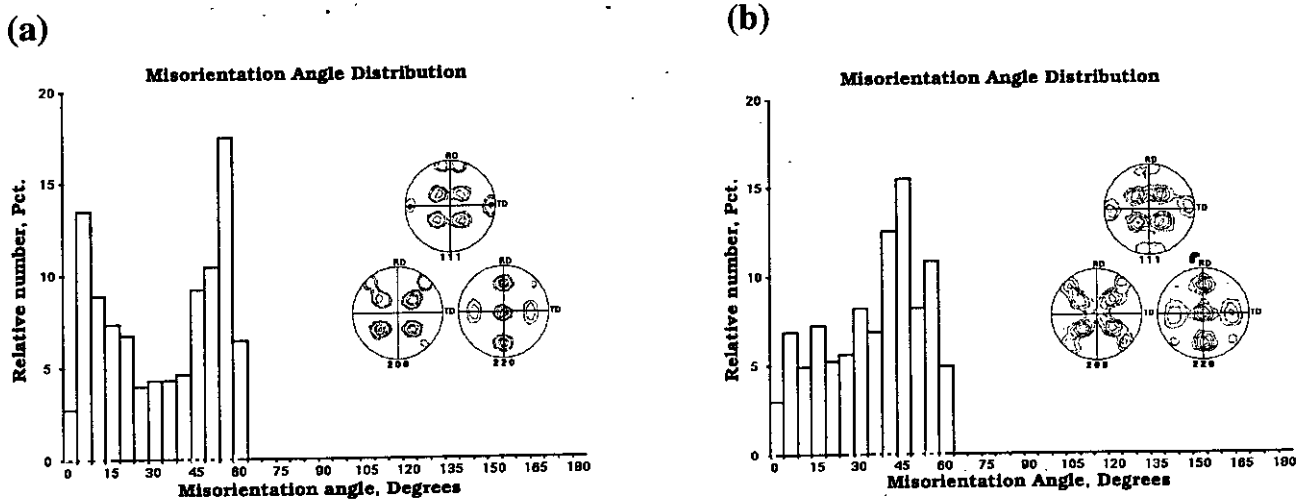 (a)
Misorientation Angle Distribution
Relative number, Pct.
20
15
10
5
0
0 15 30 45 60 75 90 105 120 135 150 165 180
Misorientation angle, Degrees
RD
TD
111
RD
TD
200
RD
TD
220
(b)
Misorientation Angle Distribution
Relative number, Pct.
20
15
10
5
0
0 15 30 45 60 75 90 105 120 135 150 165 180
Misorientation Angle, Degrees
RD
TD
111
RD
TD
RD
TD
220